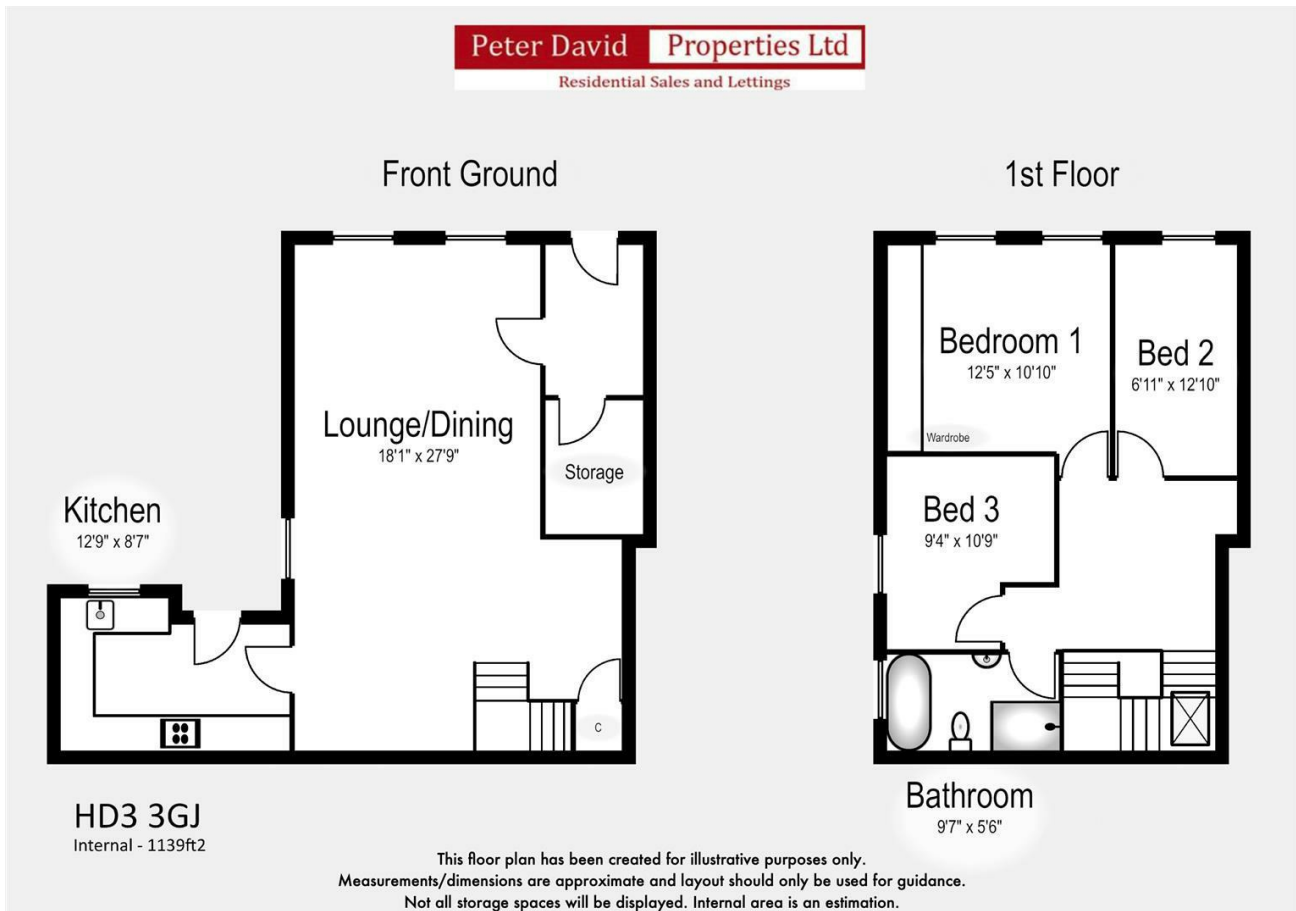 Peter David Properties Ltd
Residential Sales and Lettings
Front Ground
1st Floor
Lounge/Dining
18'1" x 27'9"
Storage
Kitchen
12'9" x 8'7"
C
Bedroom 1
12'5" x 10'10"
Wardrobe
Bed 2
6'11" x 12'10"
Bed 3
9'4" x 10'9"
Bathroom
9'7" x 5'6"
HD3 3GJ
Internal - 1139ft2
This floor plan has been created for illustrative purposes only.
Measurements/dimensions are approximate and layout should only be used for guidance.
Not all storage spaces will be displayed. Internal area is an estimation.